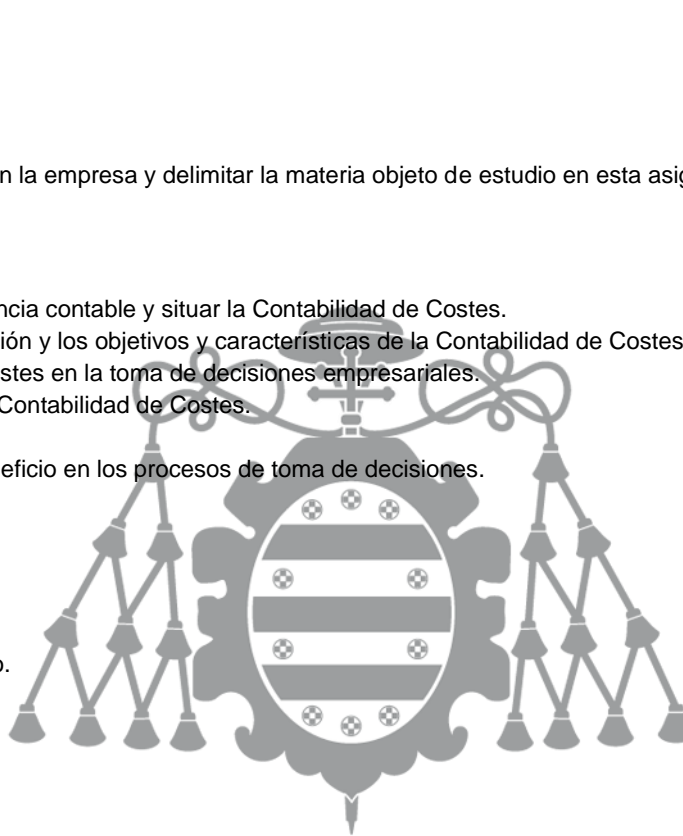 n la empresa y delimitar la materia objeto de estudio en esta asig
ncia contable y situar la Contabilidad de Costes.
ión y los objetivos y características de la Contabilidad de Costes
stes en la toma de decisiones empresariales.
Contabilidad de Costes.
eficio en los procesos de toma de decisiones.
o.